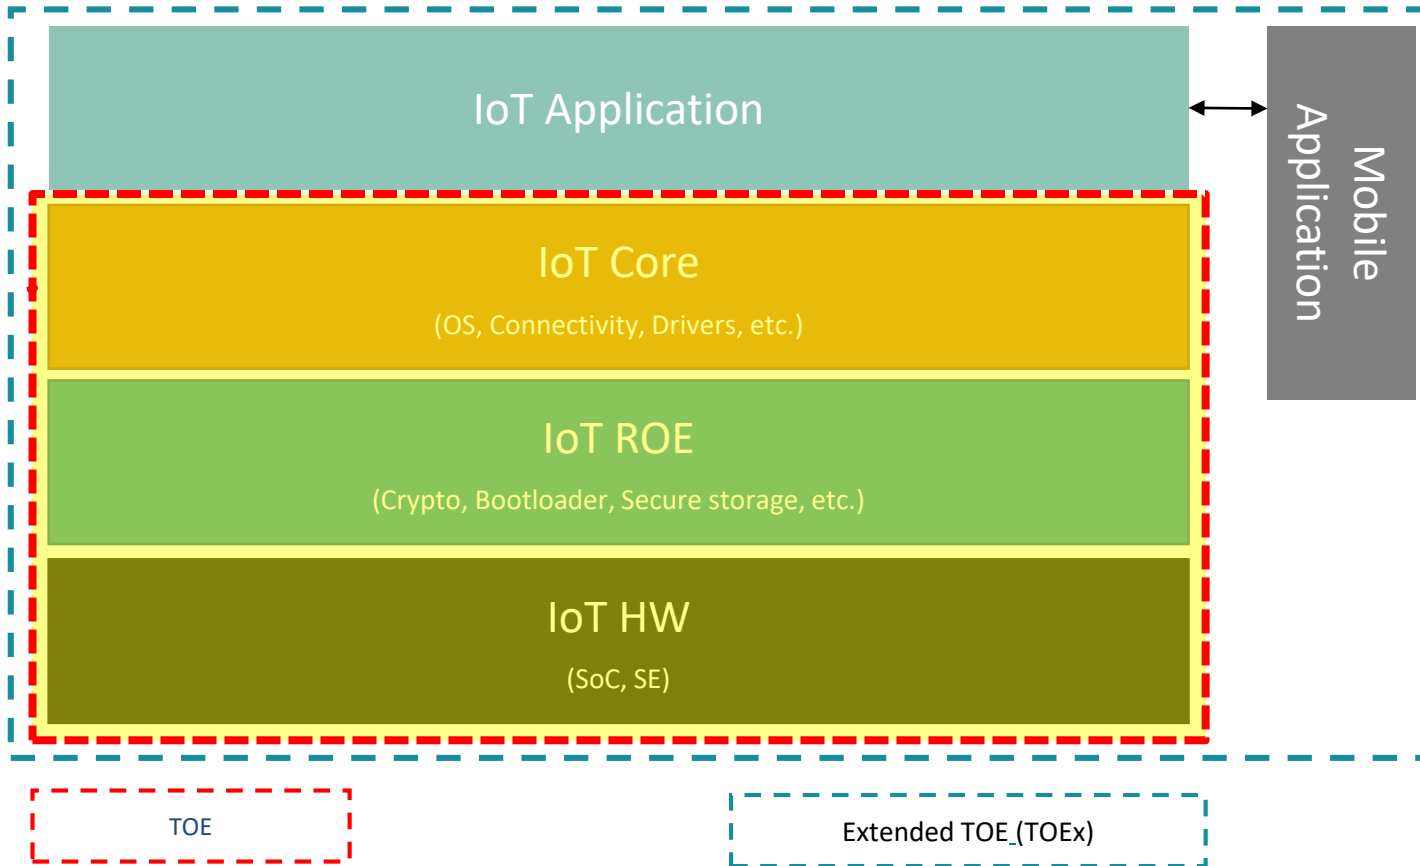 IoT Application
Mobile
Application
IoT Core
(OS, Connectivity, Drivers, etc.)
IoT ROE
(Crypto, Bootloader, Secure storage, etc.)
IoT HW
(SoC, SE)
TOE
Extended TOE (TOEx)